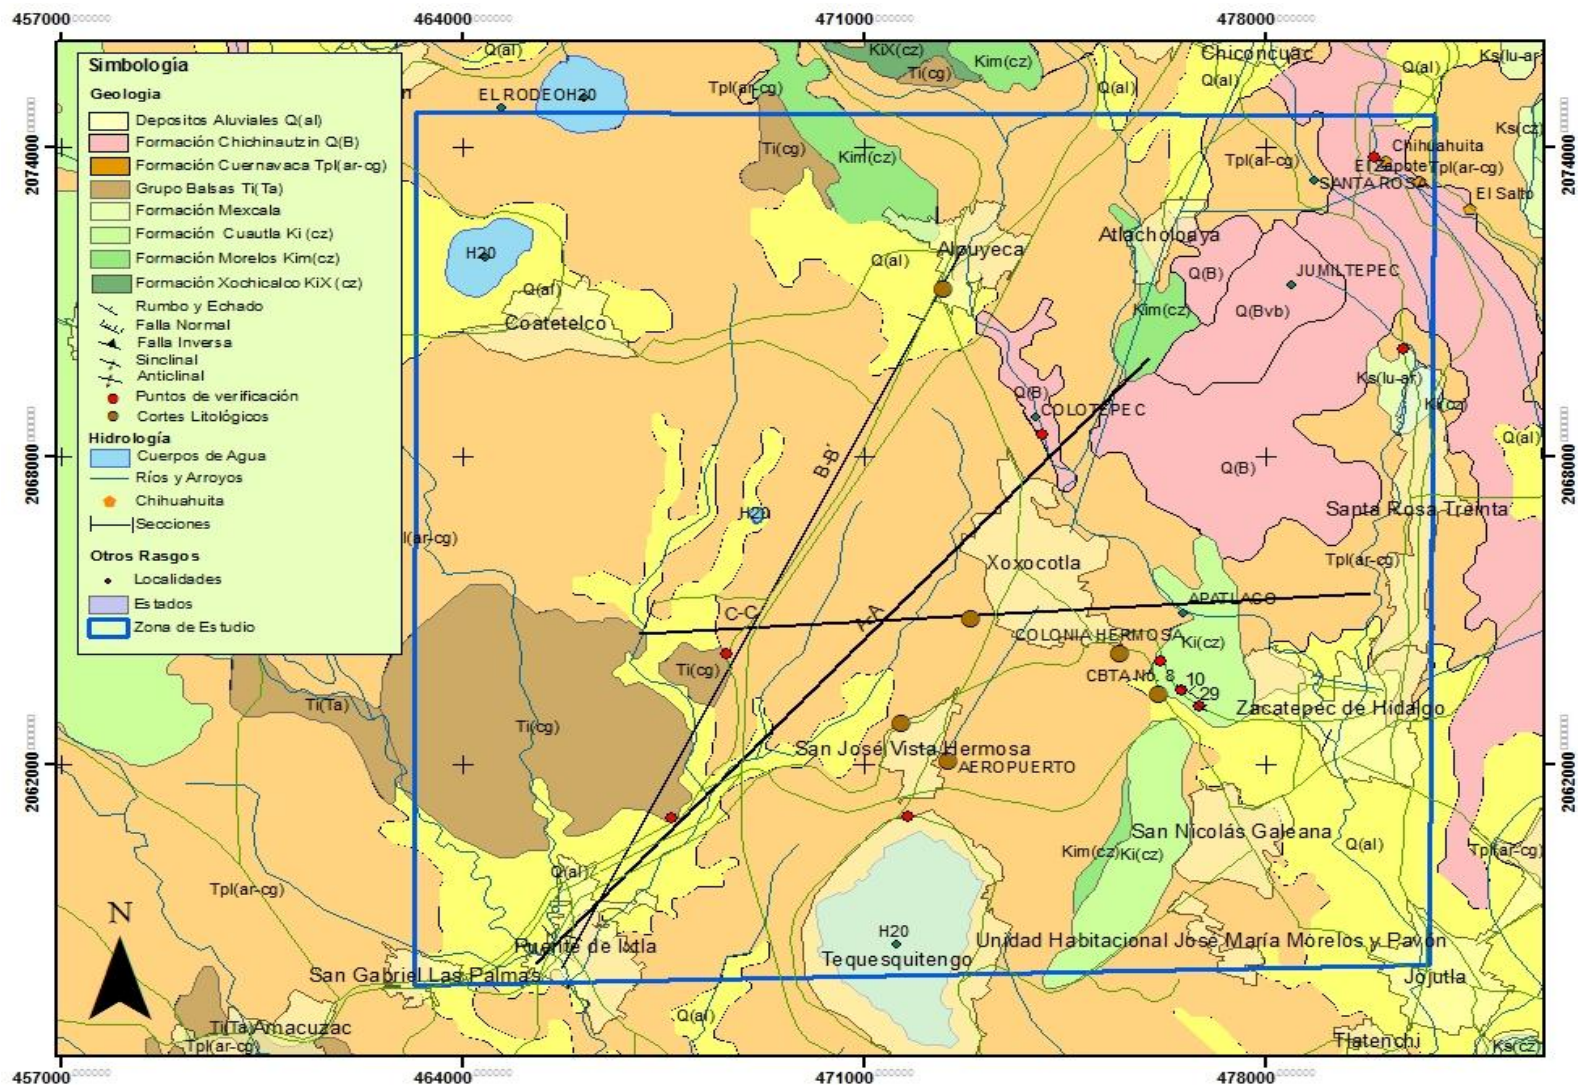 457000
464000
471000
478000
Simbología
Geologia
Depositos Aluviales Q(al)
Formación Chichinautzin Q(B)
Formación Cuernavaca Tpl(ar-cg)
Grupo Balsas Ti(Ta)
Formación Mexcala
Formación Cuautla Ki (cz)
Formación Morelos Kim(cz)
Formación Xochicalco KiX (cz)
Rumbo y Echado
Falla Normal
Falla Inversa
Sinclinal
Anticlinal
Puntos de verificación
Cortes Litológicos
Hidrología
Cuerpos de Agua
Ríos y Arroyos
Chihuahuita
Secciones
Otros Rasgos
Localidades
Estados
Zona de Estudio
Q(al)
KiX(cz)
Kim(cz)
Ti(cg)
Chiconcuac
Q(al)
Q(al)
Ks(lu-ar)
n
EL RODEO
H20
Tpl(ar-cg)
Q(al)
Ks(cz)
2074000
Ti(cg)
Kim(cz)
Tpl(ar-cg)
Chihuahuita
El Zapote
Tpl(ar-cg)
SANTA ROSA
El Salto
2074000
H20
Q(al)
Coatetelco
Alpuyeca
Q(al)
Atlacholoaya
Q(B)
JUMILTEPEC
Q(Bvb)
Kim(cz)
Ks(lu-ar)
Ki(cz)
Q(B)
COLOTEPEC
Q(al)
2068000
B-B'
Q(B)
2068000
H20
Santa Rosa Treinta
l(ar-cg)
Xoxocotla
Tpl(ar-cg)
C-C
A-A
APATLACO
COLONIA HERMOSA
Ki(cz)
Ti(cg)
CBTA No. 8
10
29
Zacatepec de Hidalgo
Ti(Ta)
Ti(cg)
San José Vista Hermosa
AEROPUERTO
2062000
2062000
San Nicolás Galeana
Kim(cz)
Ki(cz)
Q(al)
Tpl(ar-cg)
Q(al)
Tpl(ar-cg)
N
Puente de Ixtla
H20
Tequesquitengo
Unidad Habitacional José María Morelos y Pavón
San Gabriel Las Palmas
Jojutla
Q(al)
Ti(Ta)
Amacuzac
Tpl(ar-cg)
Tlatenchi
Ks(cz)
457000
464000
471000
478000